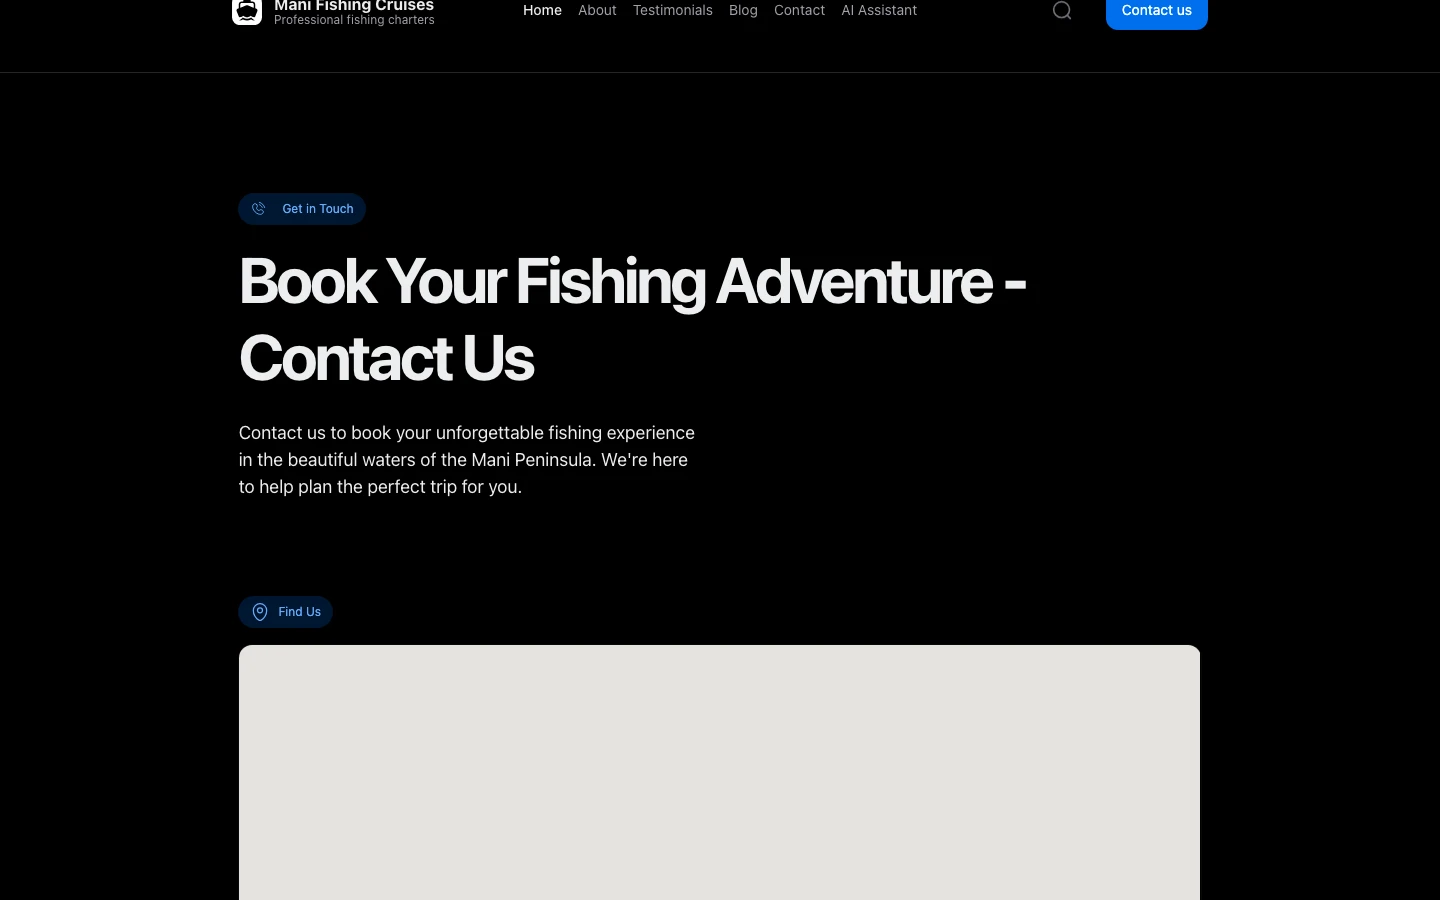 Mani Fishing Cruises
Professional fishing charters
Home About Testimonials Blog Contact AI Assistant
Contact us
Get in Touch
Book Your Fishing Adventure -
Contact Us
Contact us to book your unforgettable fishing experience
in the beautiful waters of the Mani Peninsula. We're here
to help plan the perfect trip for you.
Find Us